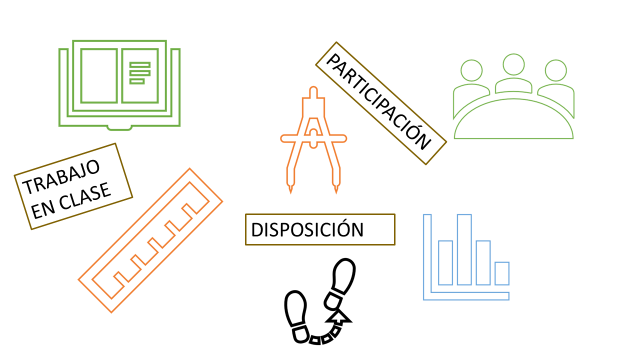 PARTICIPACIÓN
TRABAJO
EN CLASE
DISPOSICIÓN